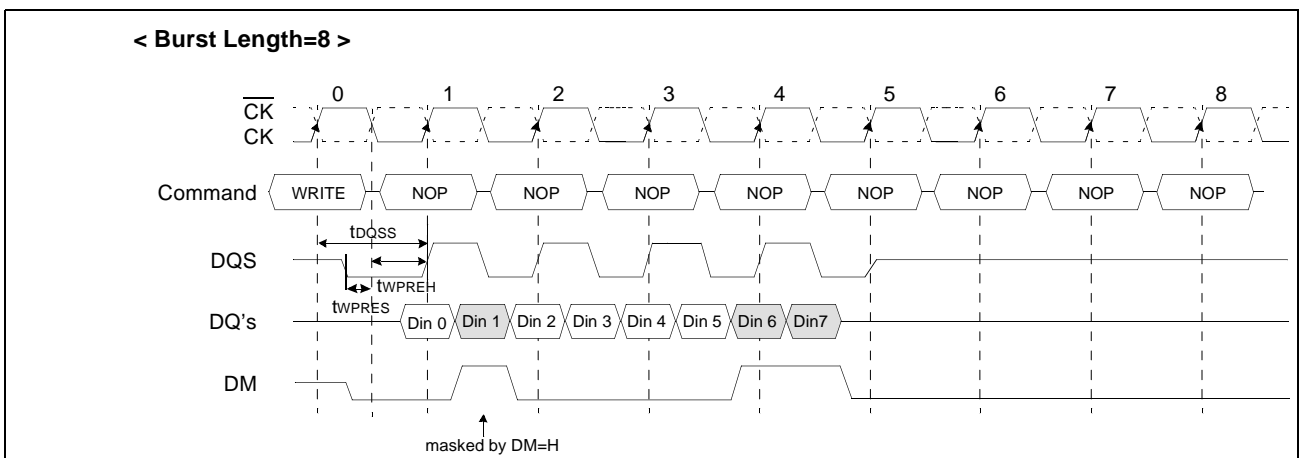 < Burst Length=8 >
0 1 2 3 4 5 6 7 8
CK
CK
Command WRITE NOP NOP NOP NOP NOP NOP NOP NOP
tDQSS
DQS
tWPREH
tWPRES
DQ's Din 0 Din 1 Din 2 Din 3 Din 4 Din 5 Din 6 Din7
DM
masked by DM=H